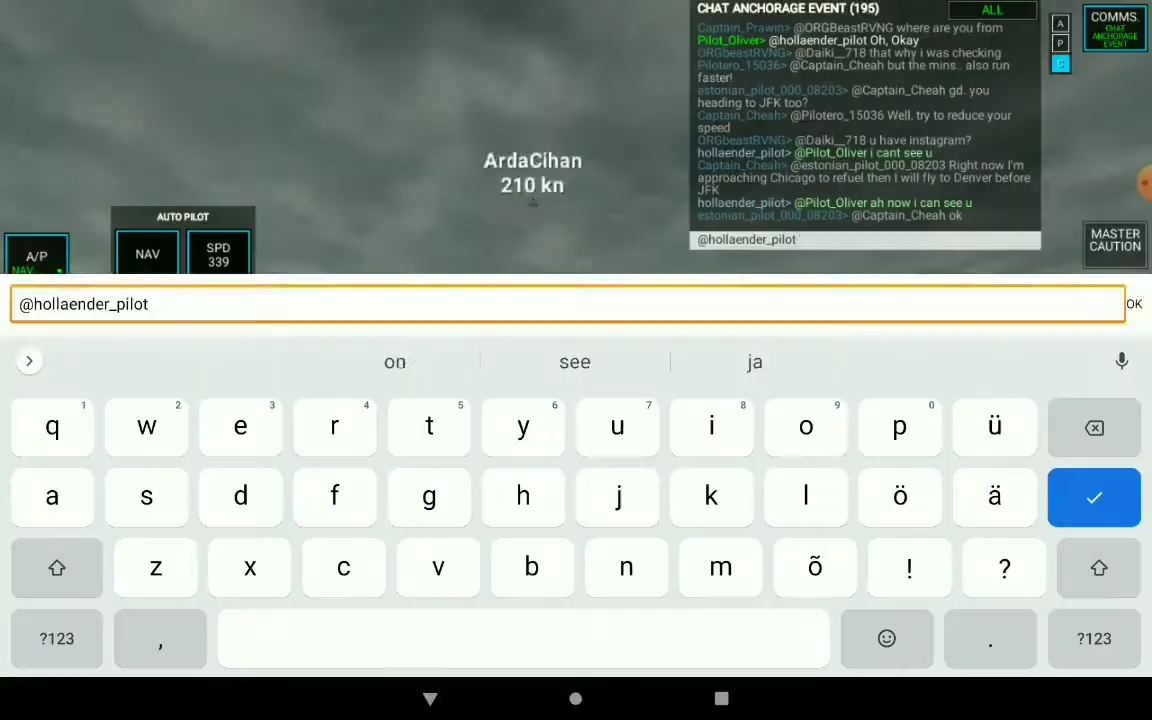 CHAT ANCHORAGE EVENT (195)
ALL
Captain_Prawin> @ORGBeastRVNG where are you from
Pilot_Oliver> @hollaender_pilot Oh, Okay
ORGbeastRVNG> @Daiki__718 that why i was checking
Pilotero_15036> @Captain_Cheah but the mins.. also run
faster!
estonian_pilot_000_08203> @Captain_Cheah gd. you
heading to JFK too?
Captain_Cheah> @Pilotero_15036 Well, try to reduce your
speed
ORGbeastRVNG> @Daiki__718 u have instagram?
hollaender_pilot> @Pilot_Oliver i cant see u
Captain_Cheah> @estonian_pilot_000_08203 Right now I'm
approaching Chicago to refuel then I will fly to Denver before
JFK
hollaender_pilot> @Pilot_Oliver ah now i can see u
estonian_pilot_000_08203> @Captain_Cheah ok
@hollaender_pilot
A
P
C
COMMS.
CHAT
ANCHORAGE
EVENT
MASTER
CAUTION
ArdaCihan
210 kn
AUTO PILOT
A/P
NAV
NAV
SPD
339
@hollaender_pilot
OK
on see ja
1 2 3 4 5 6 7 8 9 0
q w e r t y u i o p ü
a s d f g h j k l ö ä
z x c v b n m õ ! ?
?123 , . ?123